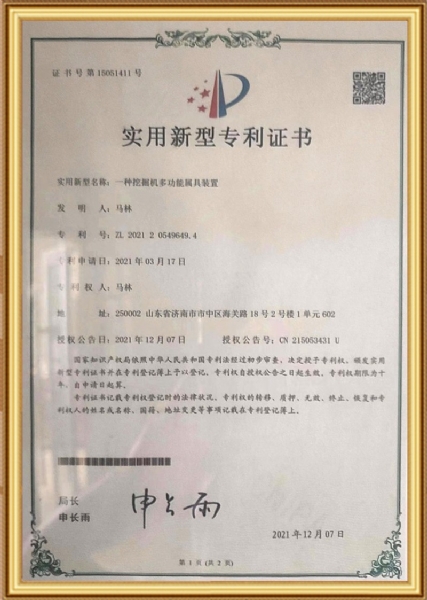 证书号第15051411号
实用新型专利证书
实用新型名称：一种挖掘机多功能属具装置
发明人：马林
专利号：ZL 2021 2 0549649.4
专利申请日：2021年03月17日
专利权人：马林
地址：250002 山东省济南市市中区海关路18号2号楼1单元602
授权公告日：2021年12月07日 授权公告号：CN 215053431 U
国家知识产权局依照中华人民共和国专利法经过初步审查，决定授予专利权，颁发实用
新型专利证书并在专利登记簿上予以登记。专利权自授权公告之日起生效。专利权期限为十
年，自申请日起算。
专利证书记载专利权登记时的法律状况。专利权的转移、质押、无效、终止、恢复和专利
权人的姓名或名称、国籍、地址变更等事项记载在专利登记簿上。
局长
申长雨
申长雨
2021年12月07日
第1页(共2页)